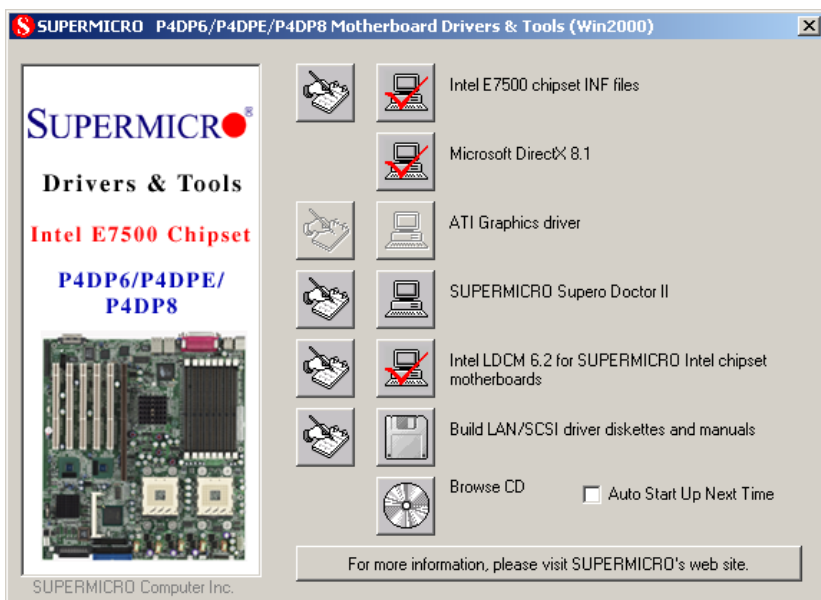 SUPERMICRO P4DP6/P4DPE/P4DP8 Motherboard Drivers & Tools (Win2000)
SUPERMICRO®
Drivers & Tools
Intel E7500 Chipset
P4DP6/P4DPE/
P4DP8
SUPERMICRO Computer Inc.
Intel E7500 chipset INF files
Microsoft DirectX 8.1
ATI Graphics driver
SUPERMICRO Supero Doctor II
Intel LDCM 6.2 for SUPERMICRO Intel chipset
motherboards
Build LAN/SCSI driver diskettes and manuals
Browse CD
Auto Start Up Next Time
For more information, please visit SUPERMICRO's web site.